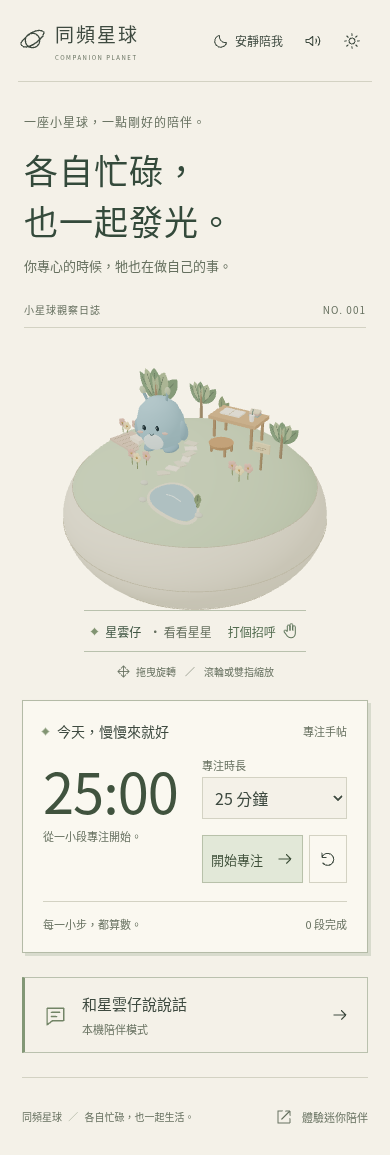 同頻星球
COMPANION PLANET
安靜陪我
一座小星球，一點剛好的陪伴。
各自忙碌，
也一起發光。
你專心的時候，牠也在做自己的事。
小星球觀察日誌
NO. 001
星雲仔 · 看看星星 打個招呼
拖曳旋轉 ／ 滾輪或雙指縮放
今天，慢慢來就好
專注手帖
25:00
從一小段專注開始。
專注時長
25 分鐘
開始專注
每一小步，都算數。
0 段完成
和星雲仔說說話
本機陪伴模式
同頻星球 ／ 各自忙碌，也一起生活。
體驗迷你陪伴